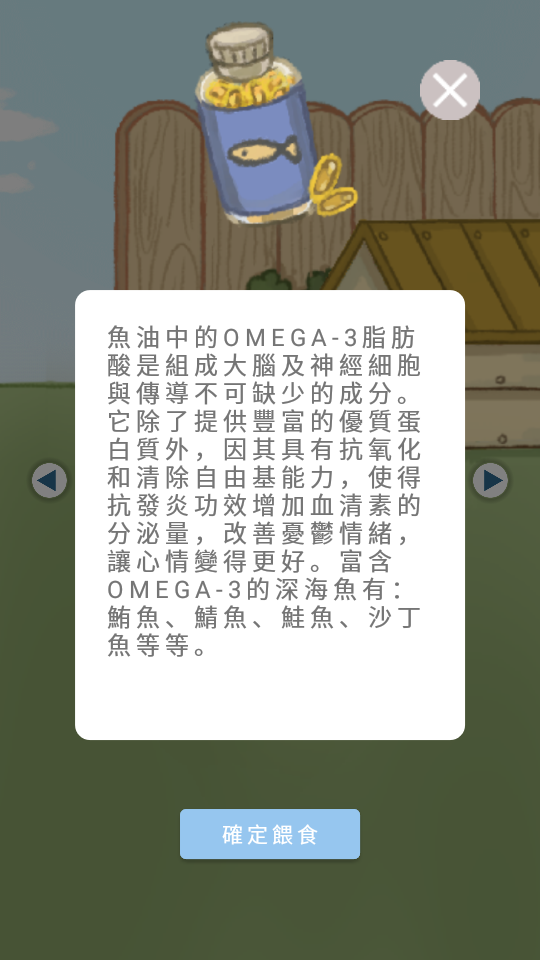 魚油中的OMEGA-3脂肪
酸是組成大腦及神經細胞
與傳導不可缺少的成分。
它除了提供豐富的優質蛋
白質外，因其具有抗氧化
和清除自由基能力，使得
抗發炎功效增加血清素的
分泌量，改善憂鬱情緒，
讓心情變得更好。富含
OMEGA-3的深海魚有：
鮪魚、鯖魚、鮭魚、沙丁
魚等等。
確定餵食